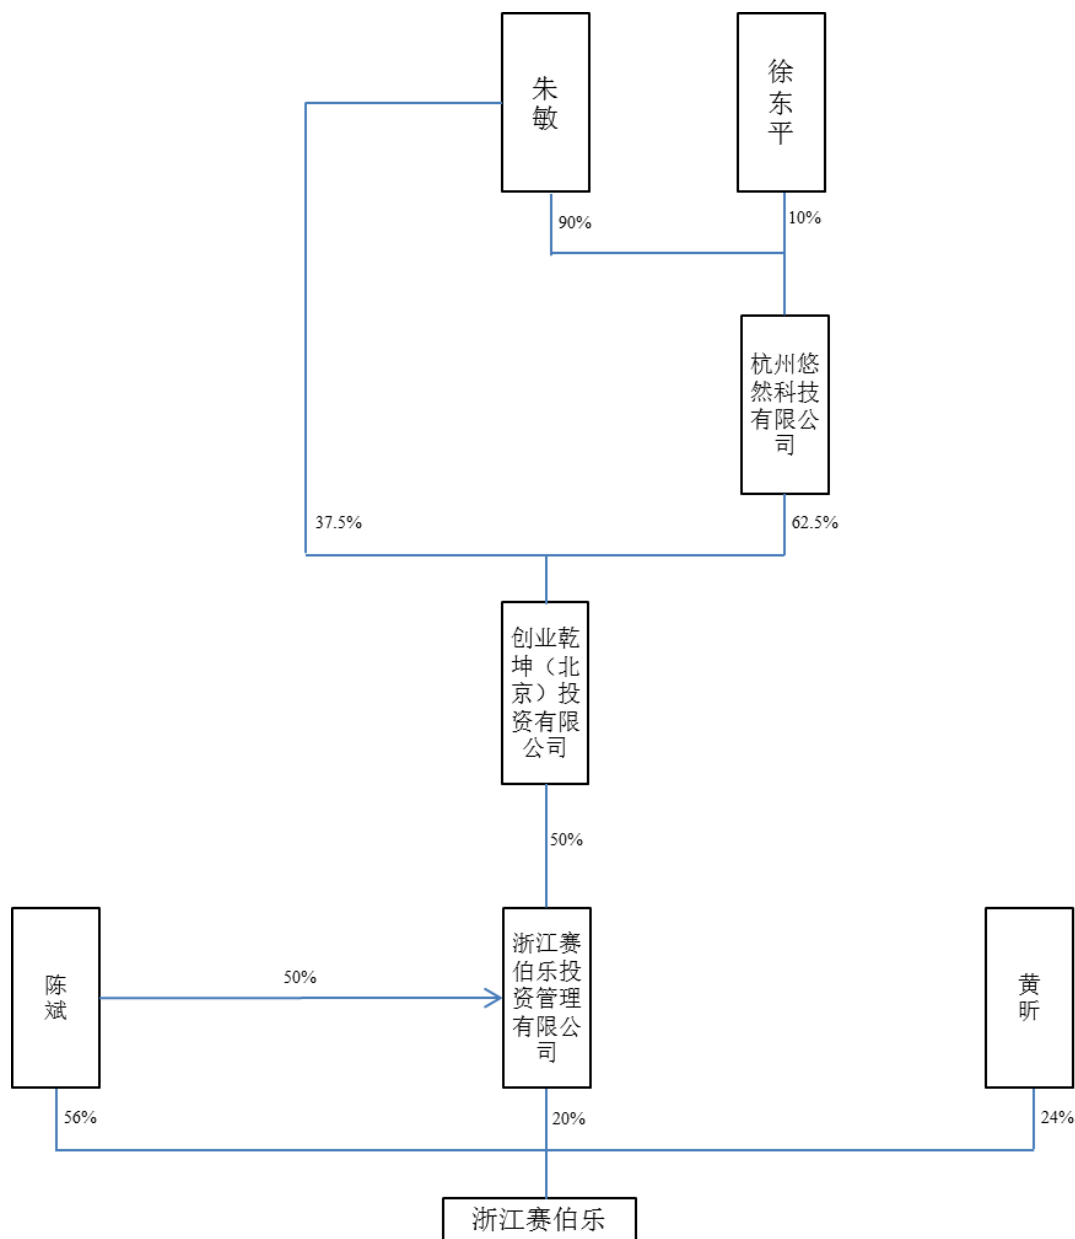 朱
敏
徐
东
平
90%
10%
杭州悠
然科技
有限公
司
37.5%
62.5%
创业乾
坤（北
京）投
资有限
公司
50%
陈
斌
50%
浙江赛
伯乐投
资管理
有限公
司
黄
昕
56%
20%
24%
浙江赛伯乐